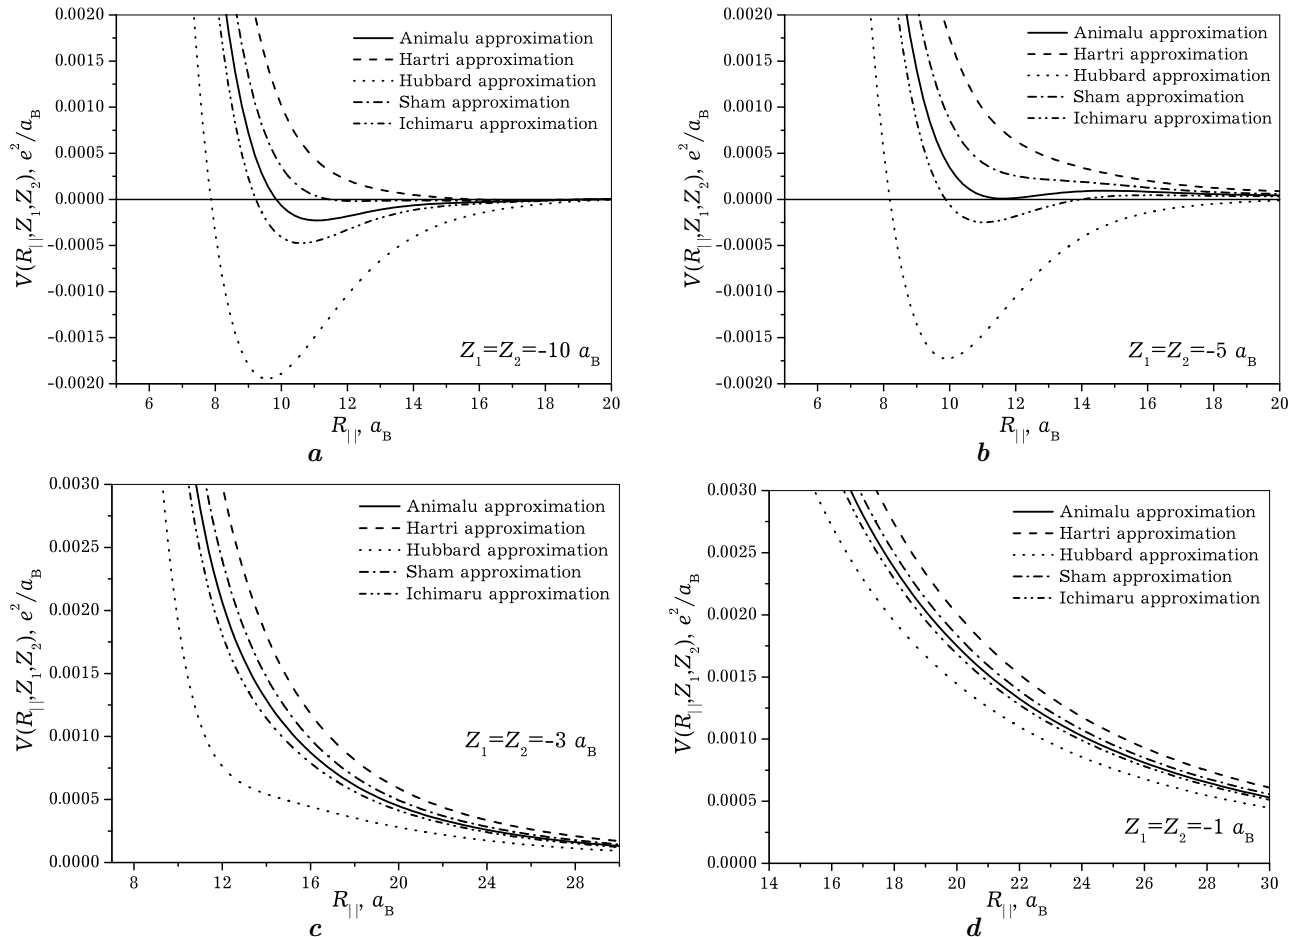 0.0020
0.0015
0.0010
0.0005
0.0000
-0.0005
-0.0010
-0.0015
-0.0020
V(R||,Z1,Z2), e²/aB
Animalu approximation
Hartri approximation
Hubbard approximation
Sham approximation
Ichimaru approximation
Z1=Z2=-10 aB
6 8 10 12 14 16 18 20
R||, aB
a
0.0020
0.0015
0.0010
0.0005
0.0000
-0.0005
-0.0010
-0.0015
-0.0020
V(R||,Z1,Z2), e²/aB
Animalu approximation
Hartri approximation
Hubbard approximation
Sham approximation
Ichimaru approximation
Z1=Z2=-5 aB
6 8 10 12 14 16 18 20
R||, aB
b
0.0030
0.0025
0.0020
0.0015
0.0010
0.0005
0.0000
V(R||,Z1,Z2), e²/aB
Animalu approximation
Hartri approximation
Hubbard approximation
Sham approximation
Ichimaru approximation
Z1=Z2=-3 aB
8 12 16 20 24 28
R||, aB
c
0.0030
0.0025
0.0020
0.0015
0.0010
0.0005
0.0000
V(R||,Z1,Z2), e²/aB
Animalu approximation
Hartri approximation
Hubbard approximation
Sham approximation
Ichimaru approximation
Z1=Z2=-1 aB
14 16 18 20 22 24 26 28 30
R||, aB
d